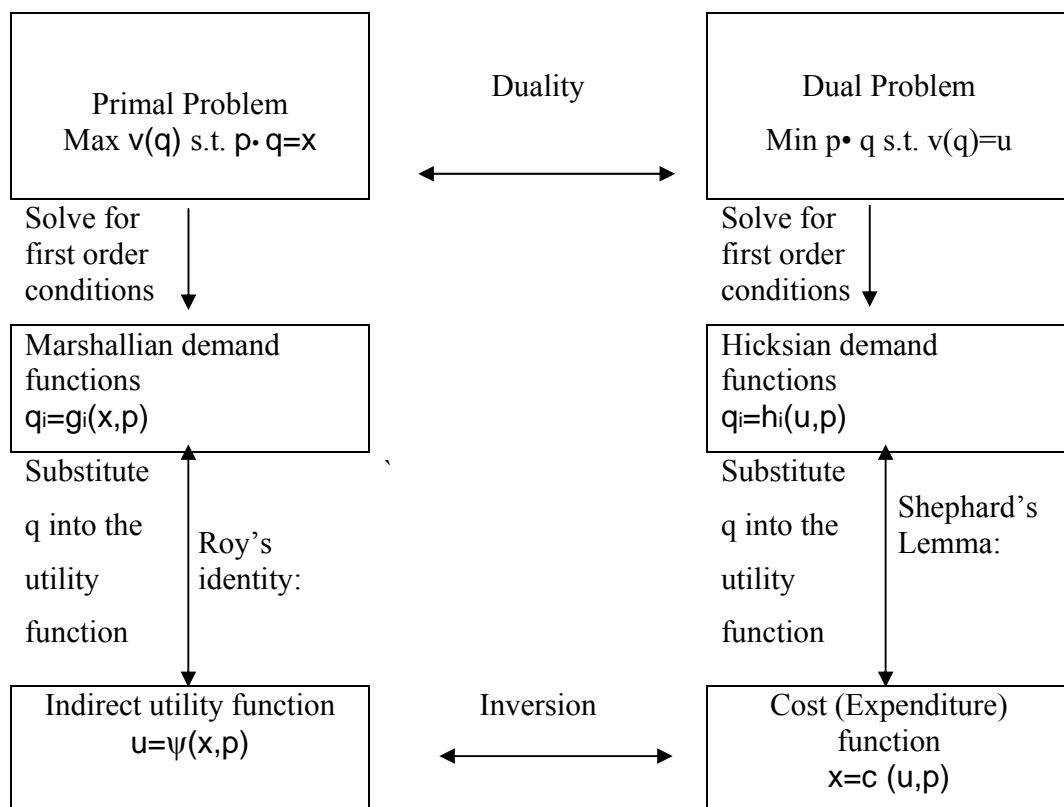 Primal Problem
Max v(q) s.t. p• q=x
Duality
Dual Problem
Min p• q s.t. v(q)=u
Solve for
first order
conditions
Solve for
first order
conditions
Marshallian demand
functions
qi=gi(x,p)
Hicksian demand
functions
qi=hi(u,p)
Substitute
q into the
utility
function
Roy’s
identity:
`
Substitute
q into the
utility
function
Shephard’s
Lemma:
Indirect utility function
u=ψ(x,p)
Inversion
Cost (Expenditure)
function
x=c (u,p)